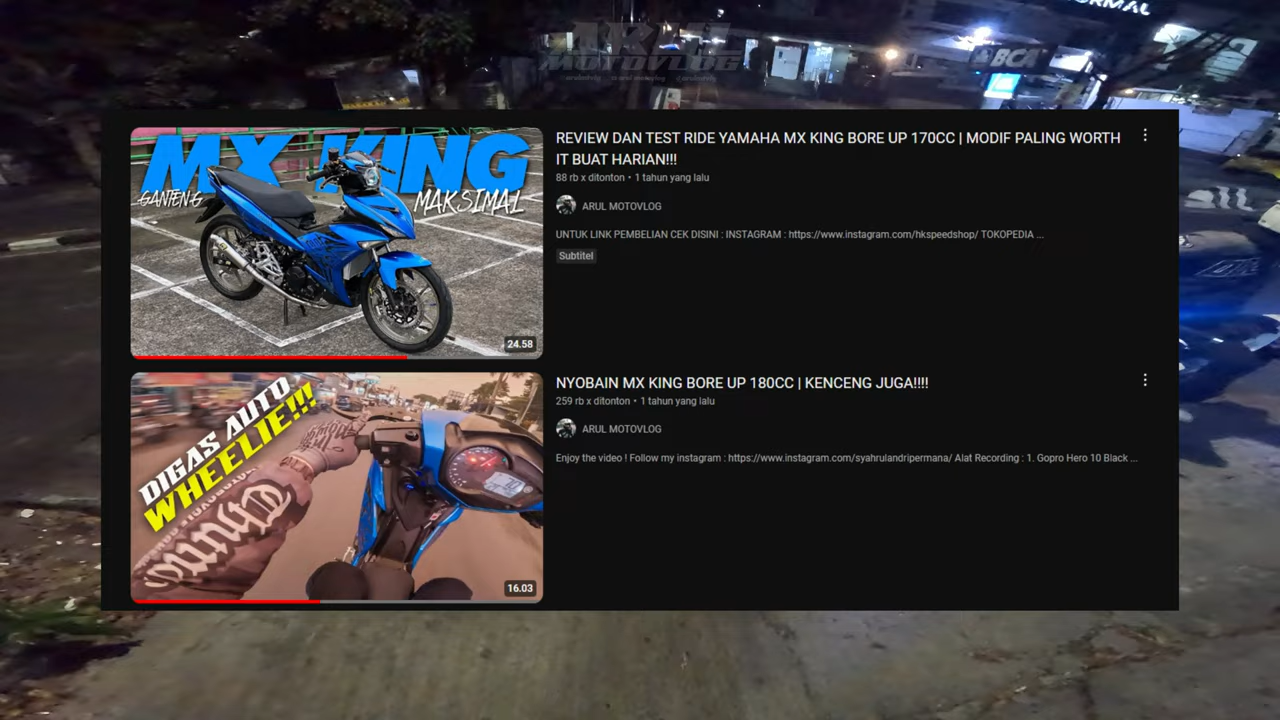 ARUL
MOTOVLOG
BCA
MX KING
GANTENG
MAKSIMAL
24.58
REVIEW DAN TEST RIDE YAMAHA MX KING BORE UP 170CC | MODIF PALING WORTH
IT BUAT HARIAN!!!
88 rb x ditonton • 1 tahun yang lalu
ARUL MOTOVLOG
UNTUK LINK PEMBELIAN CEK DISINI : INSTAGRAM : https://www.instagram.com/hkspeedshop/ TOKOPEDIA ...
Subtitel
DIGAS AUTO
WHEELIE!!!
16.03
NYOBAIN MX KING BORE UP 180CC | KENCENG JUGA!!!!
259 rb x ditonton • 1 tahun yang lalu
ARUL MOTOVLOG
Enjoy the video ! Follow my instagram : https://www.instagram.com/syahrulandripermana/ Alat Recording : 1. Gopro Hero 10 Black ...